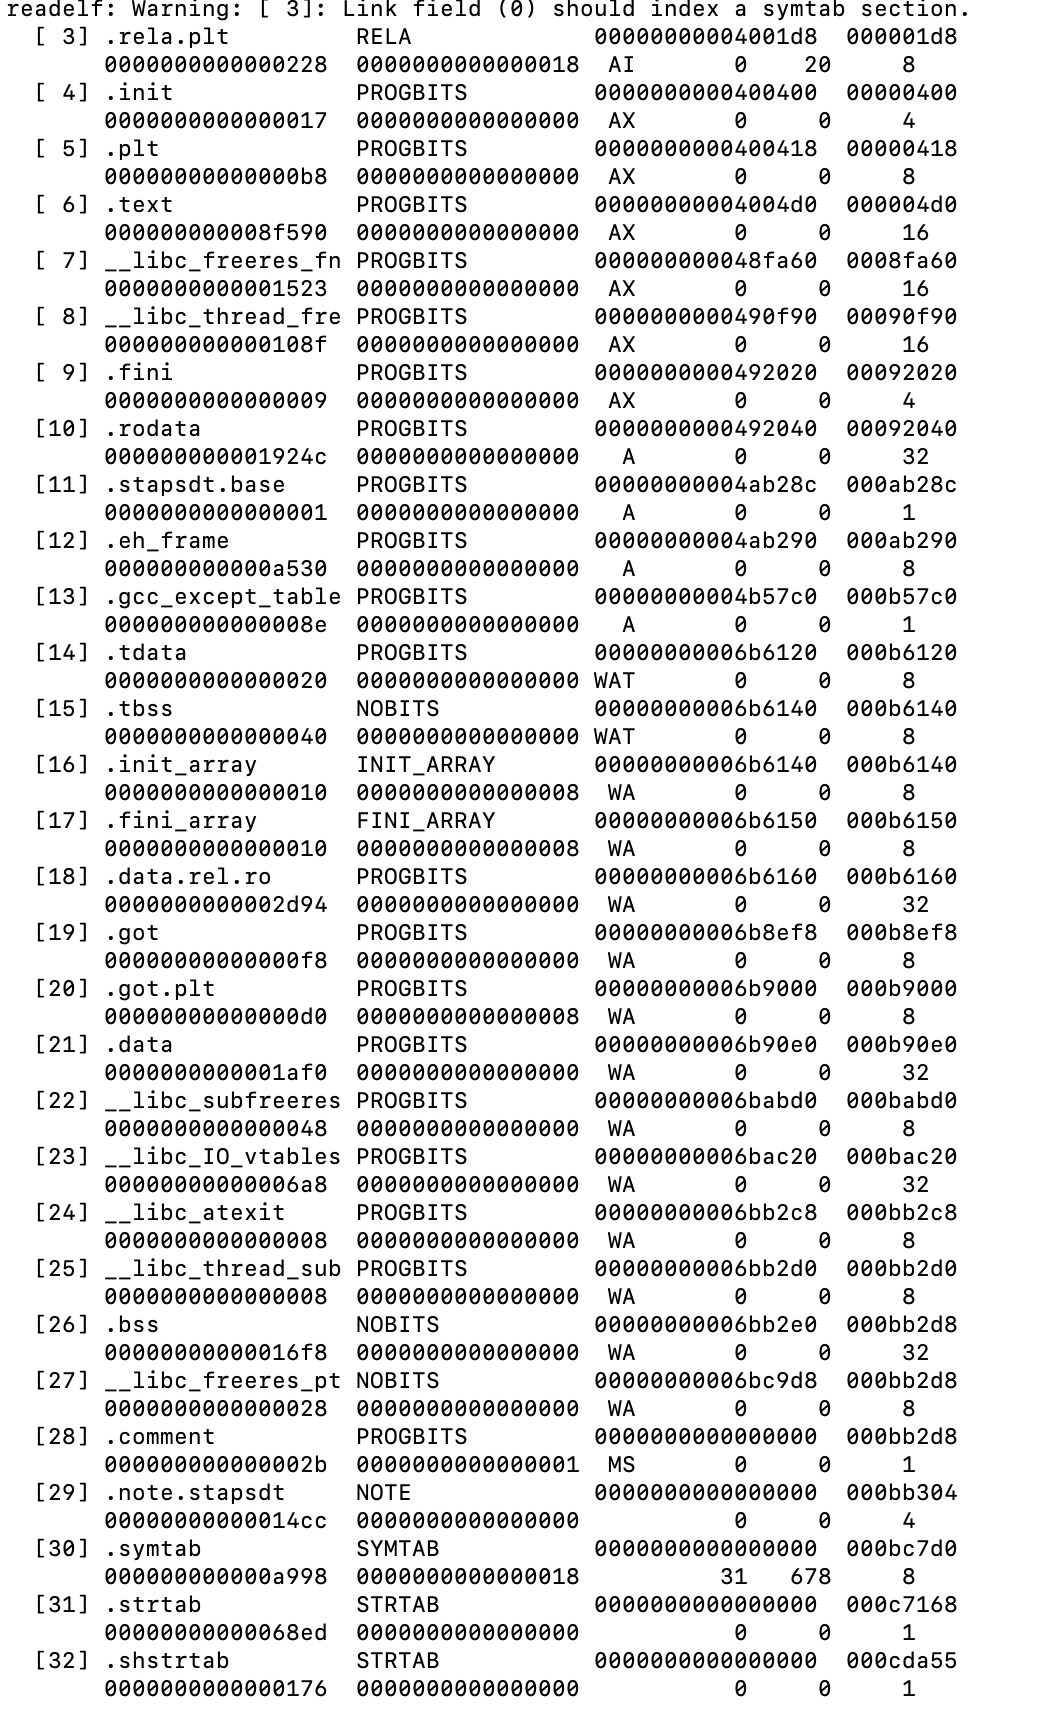 readelf: Warning: [ 3]: Link field (0) should index a symtab section.
  [ 3] .rela.plt         RELA             00000000004001d8  000001d8
       0000000000000228  0000000000000018  AI       0    20     8
  [ 4] .init             PROGBITS         0000000000400400  00000400
       0000000000000017  0000000000000000  AX       0     0     4
  [ 5] .plt              PROGBITS         0000000000400418  00000418
       00000000000000b8  0000000000000000  AX       0     0     8
  [ 6] .text             PROGBITS         00000000004004d0  000004d0
       000000000008f590  0000000000000000  AX       0     0     16
  [ 7] __libc_freeres_fn PROGBITS         000000000048fa60  0008fa60
       0000000000001523  0000000000000000  AX       0     0     16
  [ 8] __libc_thread_fre PROGBITS         0000000000490f90  00090f90
       000000000000108f  0000000000000000  AX       0     0     16
  [ 9] .fini             PROGBITS         0000000000492020  00092020
       0000000000000009  0000000000000000  AX       0     0     4
  [10] .rodata           PROGBITS         0000000000492040  00092040
       000000000001924c  0000000000000000   A       0     0     32
  [11] .stapsdt.base     PROGBITS         00000000004ab28c  000ab28c
       0000000000000001  0000000000000000   A       0     0     1
  [12] .eh_frame         PROGBITS         00000000004ab290  000ab290
       000000000000a530  0000000000000000   A       0     0     8
  [13] .gcc_except_table PROGBITS         00000000004b57c0  000b57c0
       000000000000008e  0000000000000000   A       0     0     1
  [14] .tdata            PROGBITS         00000000006b6120  000b6120
       0000000000000020  0000000000000000 WAT       0     0     8
  [15] .tbss             NOBITS           00000000006b6140  000b6140
       0000000000000040  0000000000000000 WAT       0     0     8
  [16] .init_array       INIT_ARRAY       00000000006b6140  000b6140
       0000000000000010  0000000000000008  WA       0     0     8
  [17] .fini_array       FINI_ARRAY       00000000006b6150  000b6150
       0000000000000010  0000000000000008  WA       0     0     8
  [18] .data.rel.ro      PROGBITS         00000000006b6160  000b6160
       0000000000002d94  0000000000000000  WA       0     0     32
  [19] .got              PROGBITS         00000000006b8ef8  000b8ef8
       00000000000000f8  0000000000000000  WA       0     0     8
  [20] .got.plt          PROGBITS         00000000006b9000  000b9000
       00000000000000d0  0000000000000008  WA       0     0     8
  [21] .data             PROGBITS         00000000006b90e0  000b90e0
       0000000000001af0  0000000000000000  WA       0     0     32
  [22] __libc_subfreeres PROGBITS         00000000006babd0  000babd0
       0000000000000048  0000000000000000  WA       0     0     8
  [23] __libc_IO_vtables PROGBITS         00000000006bac20  000bac20
       00000000000006a8  0000000000000000  WA       0     0     32
  [24] __libc_atexit     PROGBITS         00000000006bb2c8  000bb2c8
       0000000000000008  0000000000000000  WA       0     0     8
  [25] __libc_thread_sub PROGBITS         00000000006bb2d0  000bb2d0
       0000000000000008  0000000000000000  WA       0     0     8
  [26] .bss              NOBITS           00000000006bb2e0  000bb2d8
       00000000000016f8  0000000000000000  WA       0     0     32
  [27] __libc_freeres_pt NOBITS           00000000006bc9d8  000bb2d8
       0000000000000028  0000000000000000  WA       0     0     8
  [28] .comment          PROGBITS         0000000000000000  000bb2d8
       000000000000002b  0000000000000001  MS       0     0     1
  [29] .note.stapsdt     NOTE             0000000000000000  000bb304
       00000000000014cc  0000000000000000           0     0     4
  [30] .symtab           SYMTAB           0000000000000000  000bc7d0
       000000000000a998  0000000000000018          31   678     8
  [31] .strtab           STRTAB           0000000000000000  000c7168
       00000000000068ed  0000000000000000           0     0     1
  [32] .shstrtab         STRTAB           0000000000000000  000cda55
       0000000000000176  0000000000000000           0     0     1